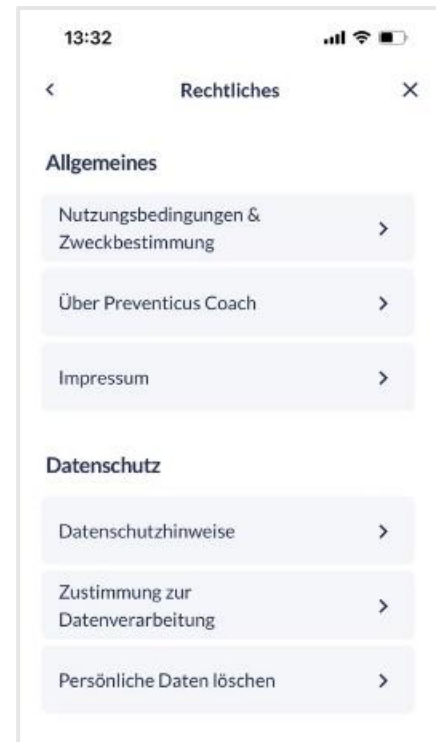 13:32
Rechtliches
Allgemeines
Nutzungsbedingungen &
Zweckbestimmung
Über Preventicus Coach
Impressum
Datenschutz
Datenschutzhinweise
Zustimmung zur
Datenverarbeitung
Persönliche Daten löschen